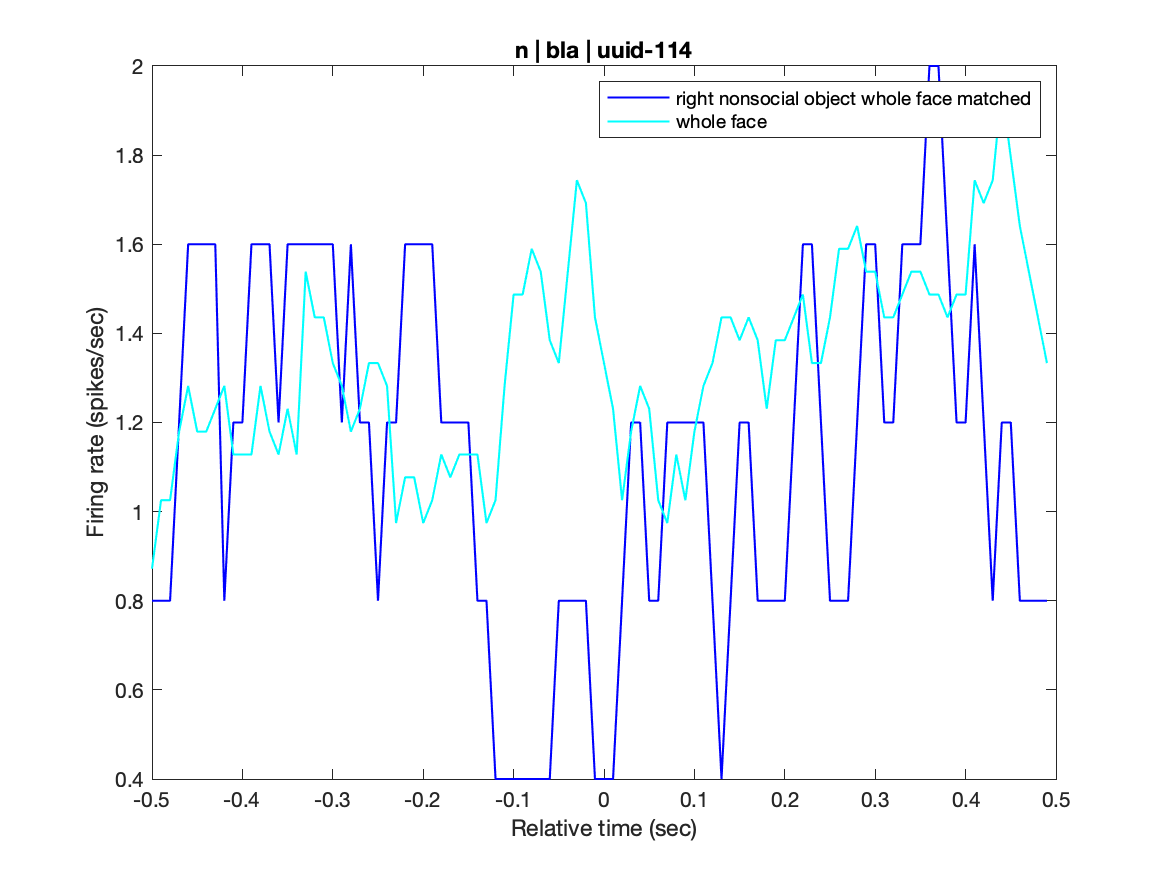 n | bla | uuid-114
right nonsocial object whole face matched
whole face
Firing rate (spikes/sec)
2
1.8
1.6
1.4
1.2
1
0.8
0.6
0.4
-0.5 -0.4 -0.3 -0.2 -0.1 0 0.1 0.2 0.3 0.4 0.5
Relative time (sec)